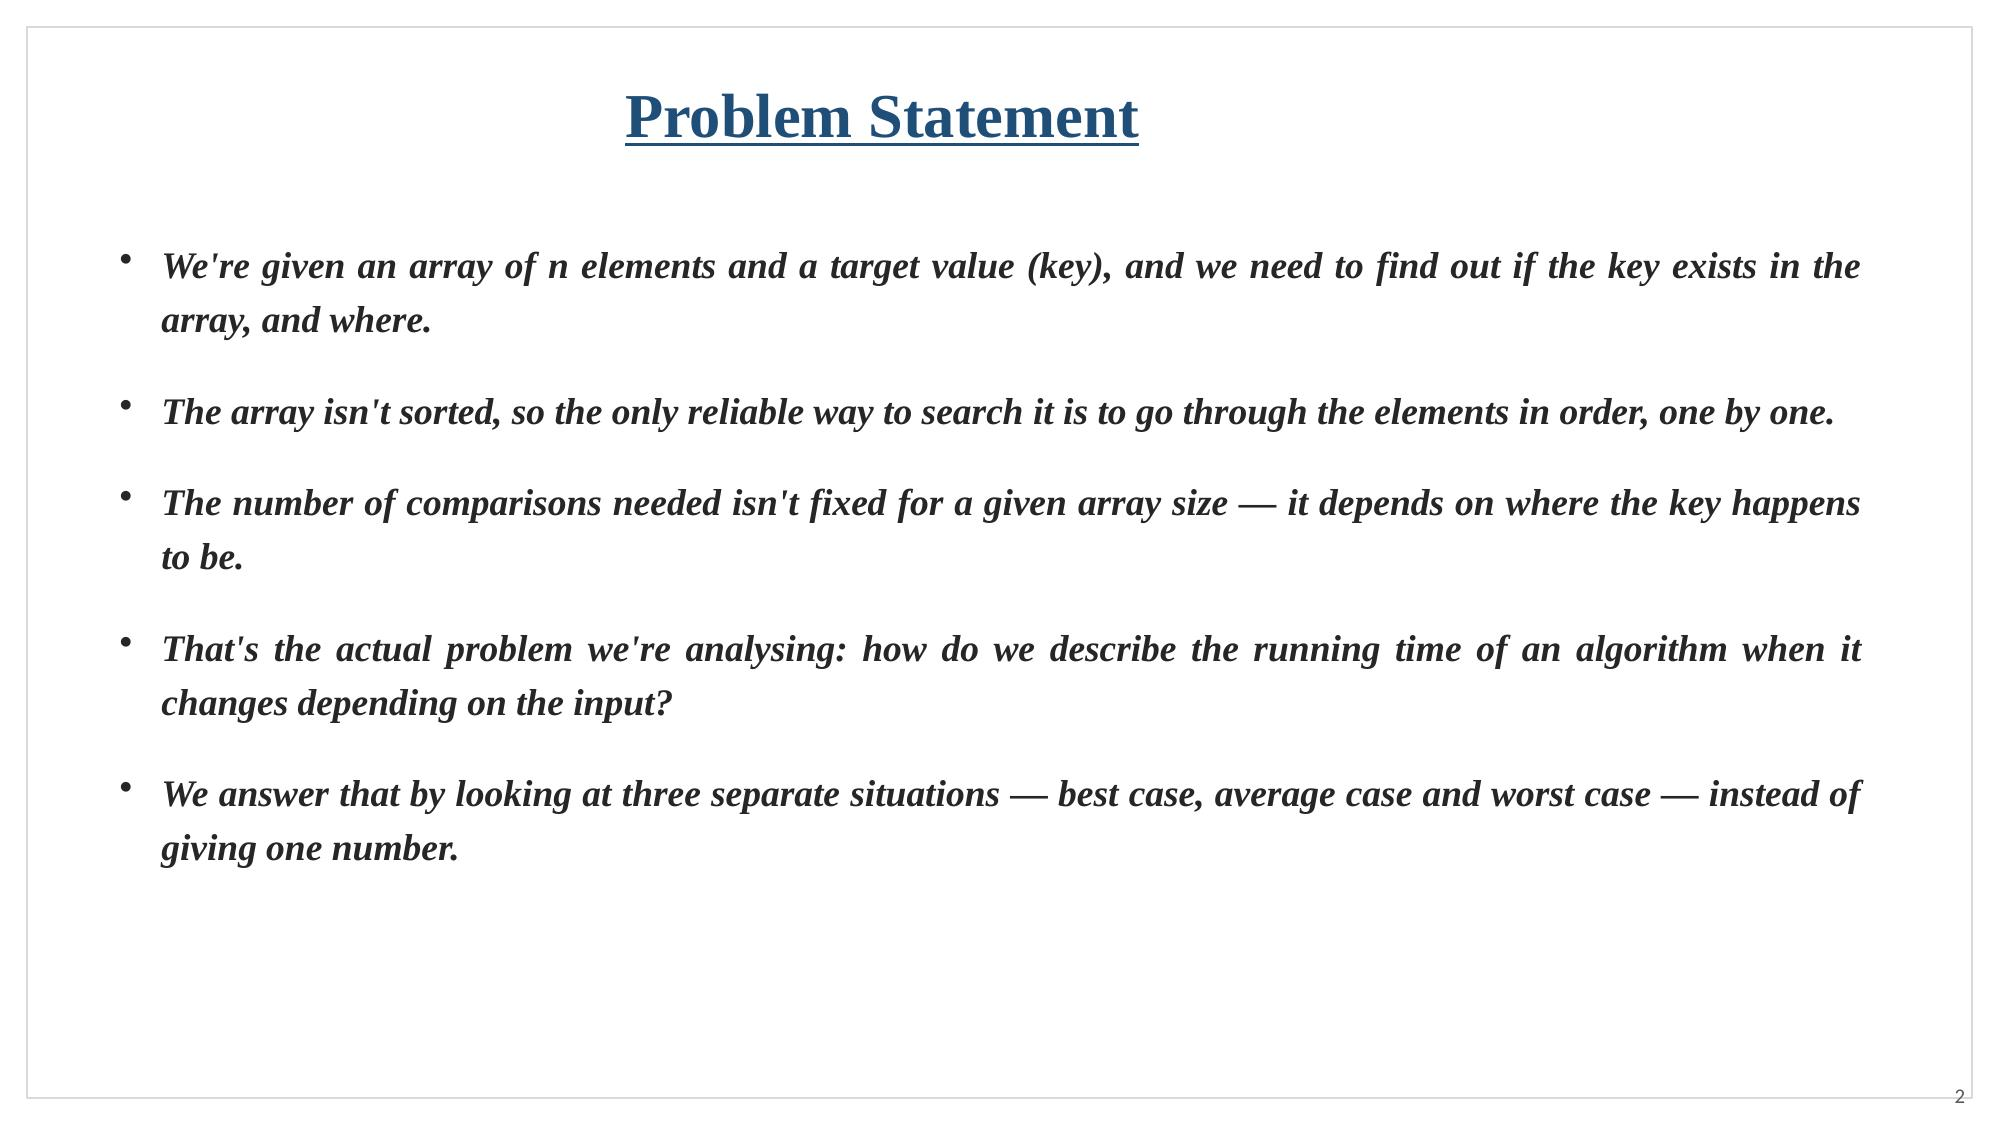 Problem Statement
• We're given an array of n elements and a target value (key), and we need to find out if the key exists in the
array, and where.
• The array isn't sorted, so the only reliable way to search it is to go through the elements in order, one by one.
• The number of comparisons needed isn't fixed for a given array size — it depends on where the key happens
to be.
• That's the actual problem we're analysing: how do we describe the running time of an algorithm when it
changes depending on the input?
• We answer that by looking at three separate situations — best case, average case and worst case — instead of
giving one number.
2